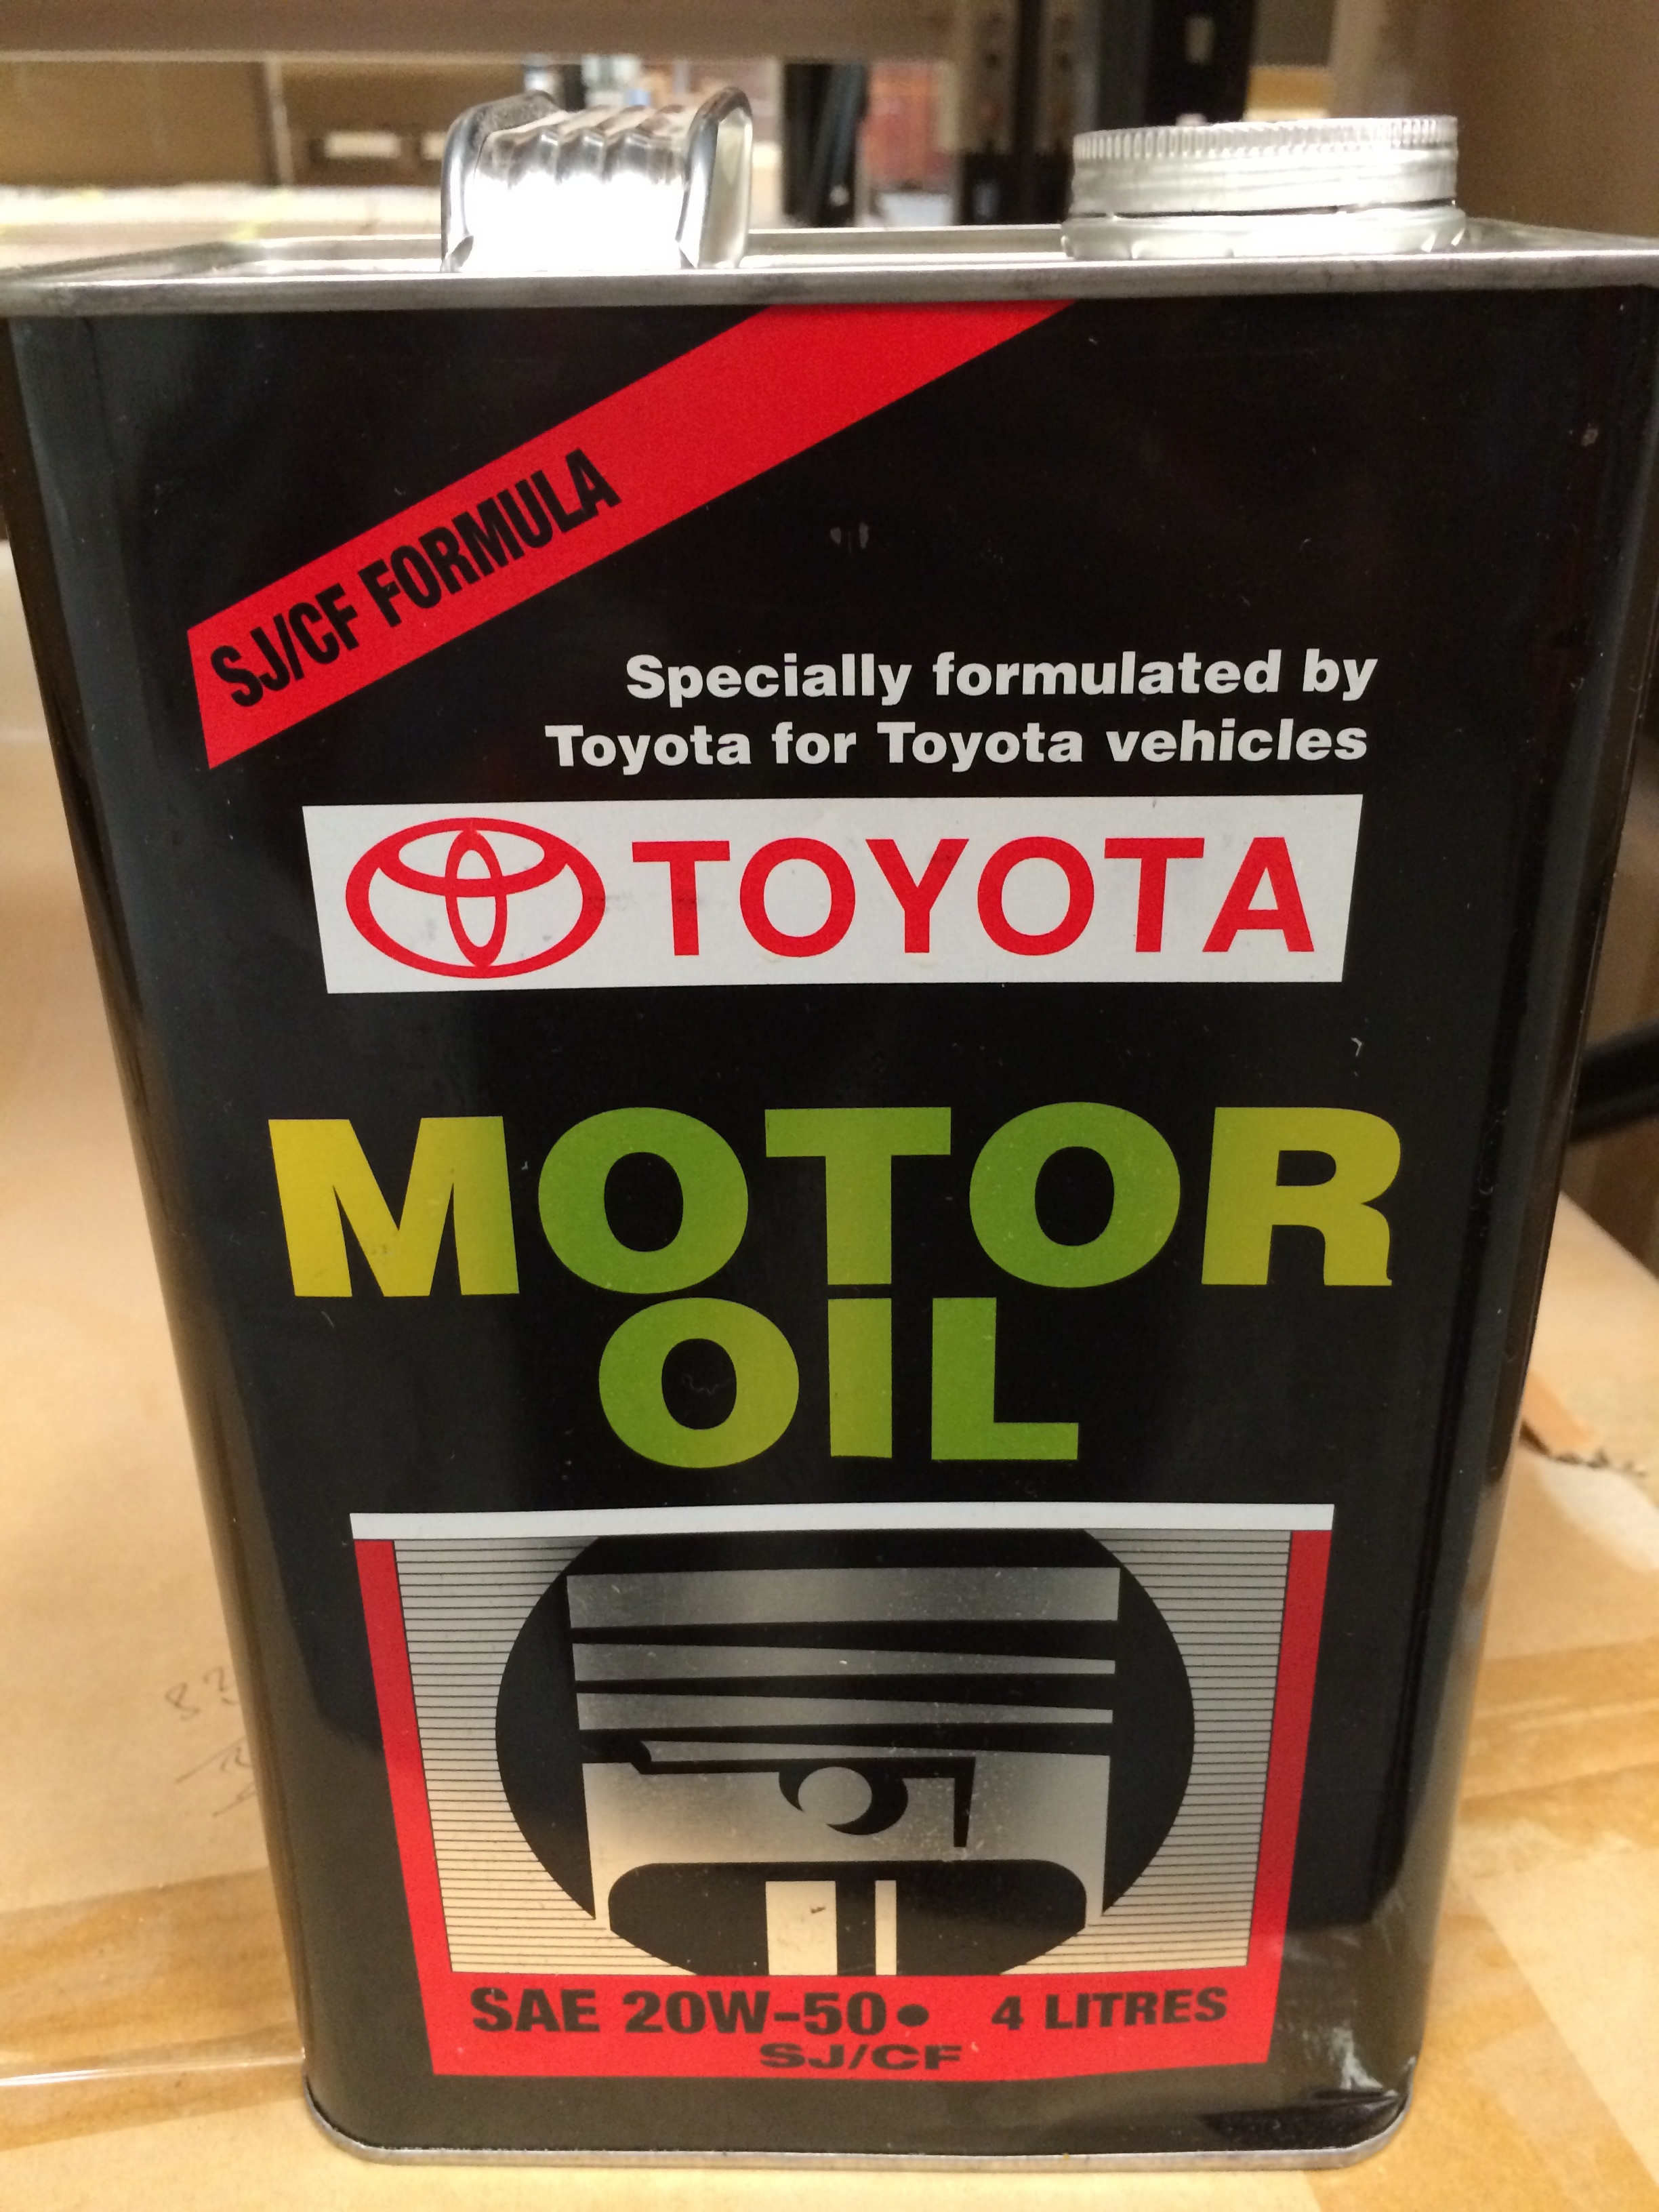 SJ/CF FORMULA
Specially formulated by
Toyota for Toyota vehicles
TOYOTA
MOTOR
OIL
SAE 20W-50● 4 LITRES
SJ/CF